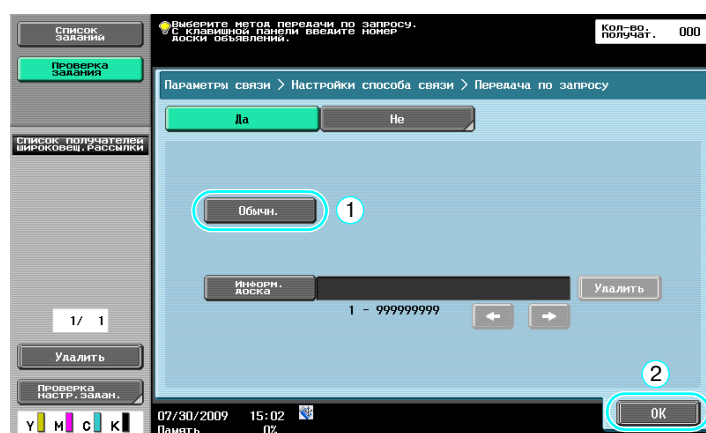 Список
заданий
Выберите метод передачи по запросу.
С клавишной панели введите номер
доски объявлений.
Кол-во.
получат.
000
Проверка
задания
Параметры связи > Настройки способа связи > Передача по запросу
Да
Не
Список получателей
широковещ.рассылки
Обычн.
1
Информ.
доска
Удалить
1 - 999999999
1/ 1
Удалить
2
Проверка
настр.задан.
OK
07/30/2009 15:02
Память 0%
Y M C K